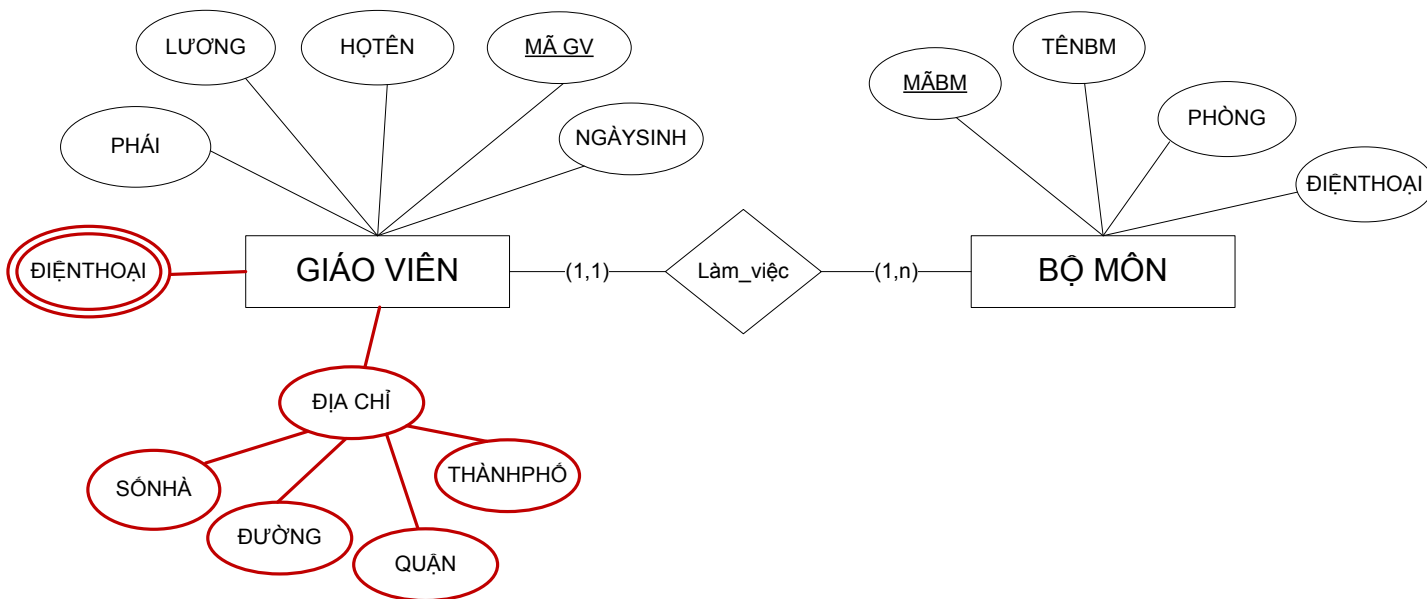 LƯƠNG
HỌTÊN
MÃ GV
TÊNBM
MÃBM
PHÁI
NGÀYSINH
PHÒNG
ĐIỆNTHOẠI
ĐIỆNTHOẠI
GIÁO VIÊN
(1,1)
Làm_việc
(1,n)
BỘ MÔN
ĐỊA CHỈ
SỐNHÀ
THÀNHPHỐ
ĐƯỜNG
QUẬN